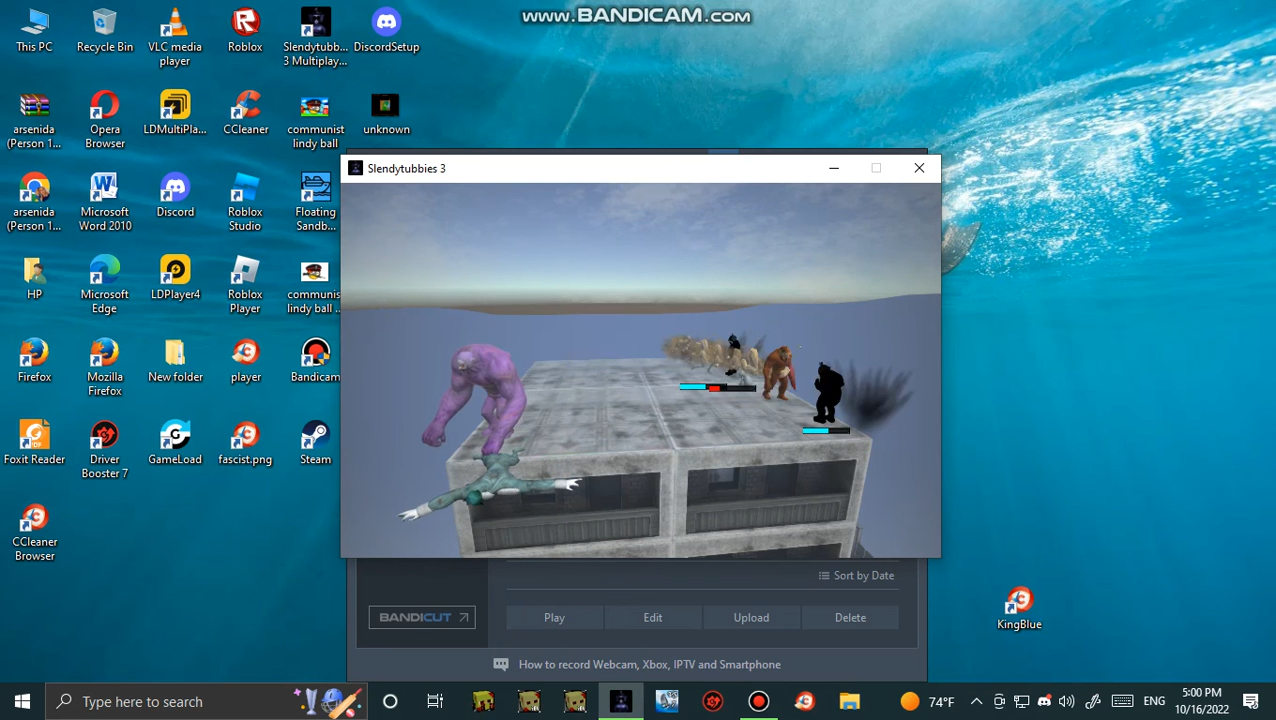 www.BANDICAM.com
This PC
Recycle Bin
VLC media
player
Roblox
Slendytubb...
3 Multiplay...
DiscordSetup
arsenida
(Person 1...
Opera
Browser
LDMultiPla...
CCleaner
communist
lindy ball
unknown
arsenida
(Person 1...
Microsoft
Word 2010
Discord
Roblox
Studio
Floating
Sandb...
HP
Microsoft
Edge
LDPlayer4
Roblox
Player
communis
lindy ball
Firefox
Mozilla
Firefox
New folder
player
Bandicam
Foxit Reader
Driver
Booster 7
GameLoad
fascist.png
Steam
CCleaner
Browser
Slendytubbies 3
Sort by Date
BANDICUT
Play
Edit
Upload
Delete
How to record Webcam, Xbox, IPTV and Smartphone
KingBlue
Type here to search
74°F
ENG
5:00 PM
10/16/2022